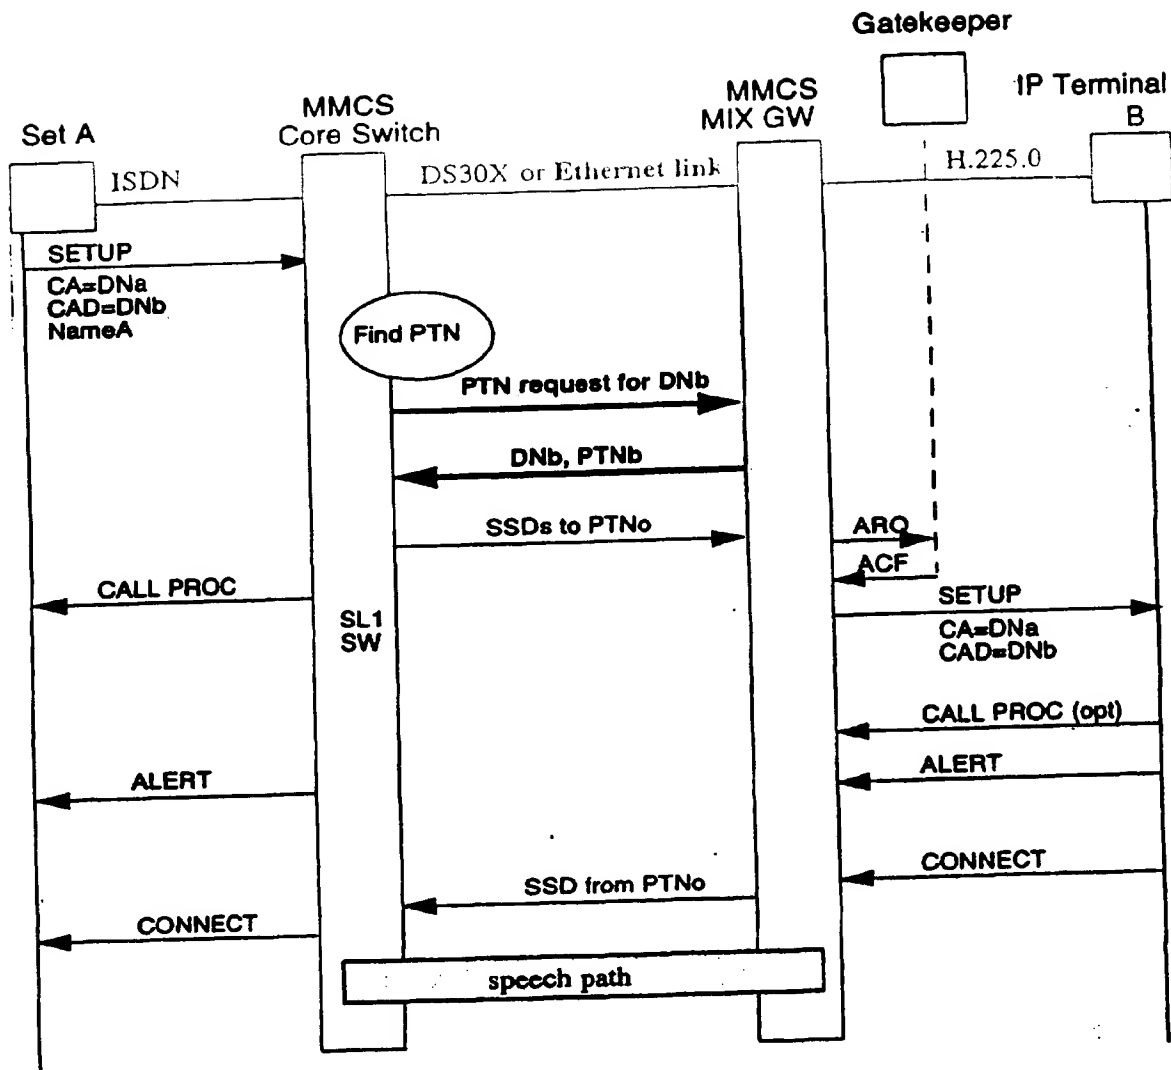 Gatekeeper
IP Terminal
B
MMCS
MIX GW
MMCS
Core Switch
Set A
ISDN
DS30X or Ethernet link
H.225.0
SETUP
CA=DNa
CAD=DNb
NameA
Find PTN
PTN request for DNb
DNb, PTNb
SSDs to PTNo
ARQ
ACF
CALL PROC
SETUP
CA=DNa
CAD=DNb
SL1
SW
CALL PROC (opt)
ALERT
ALERT
CONNECT
SSD from PTNo
CONNECT
speech path